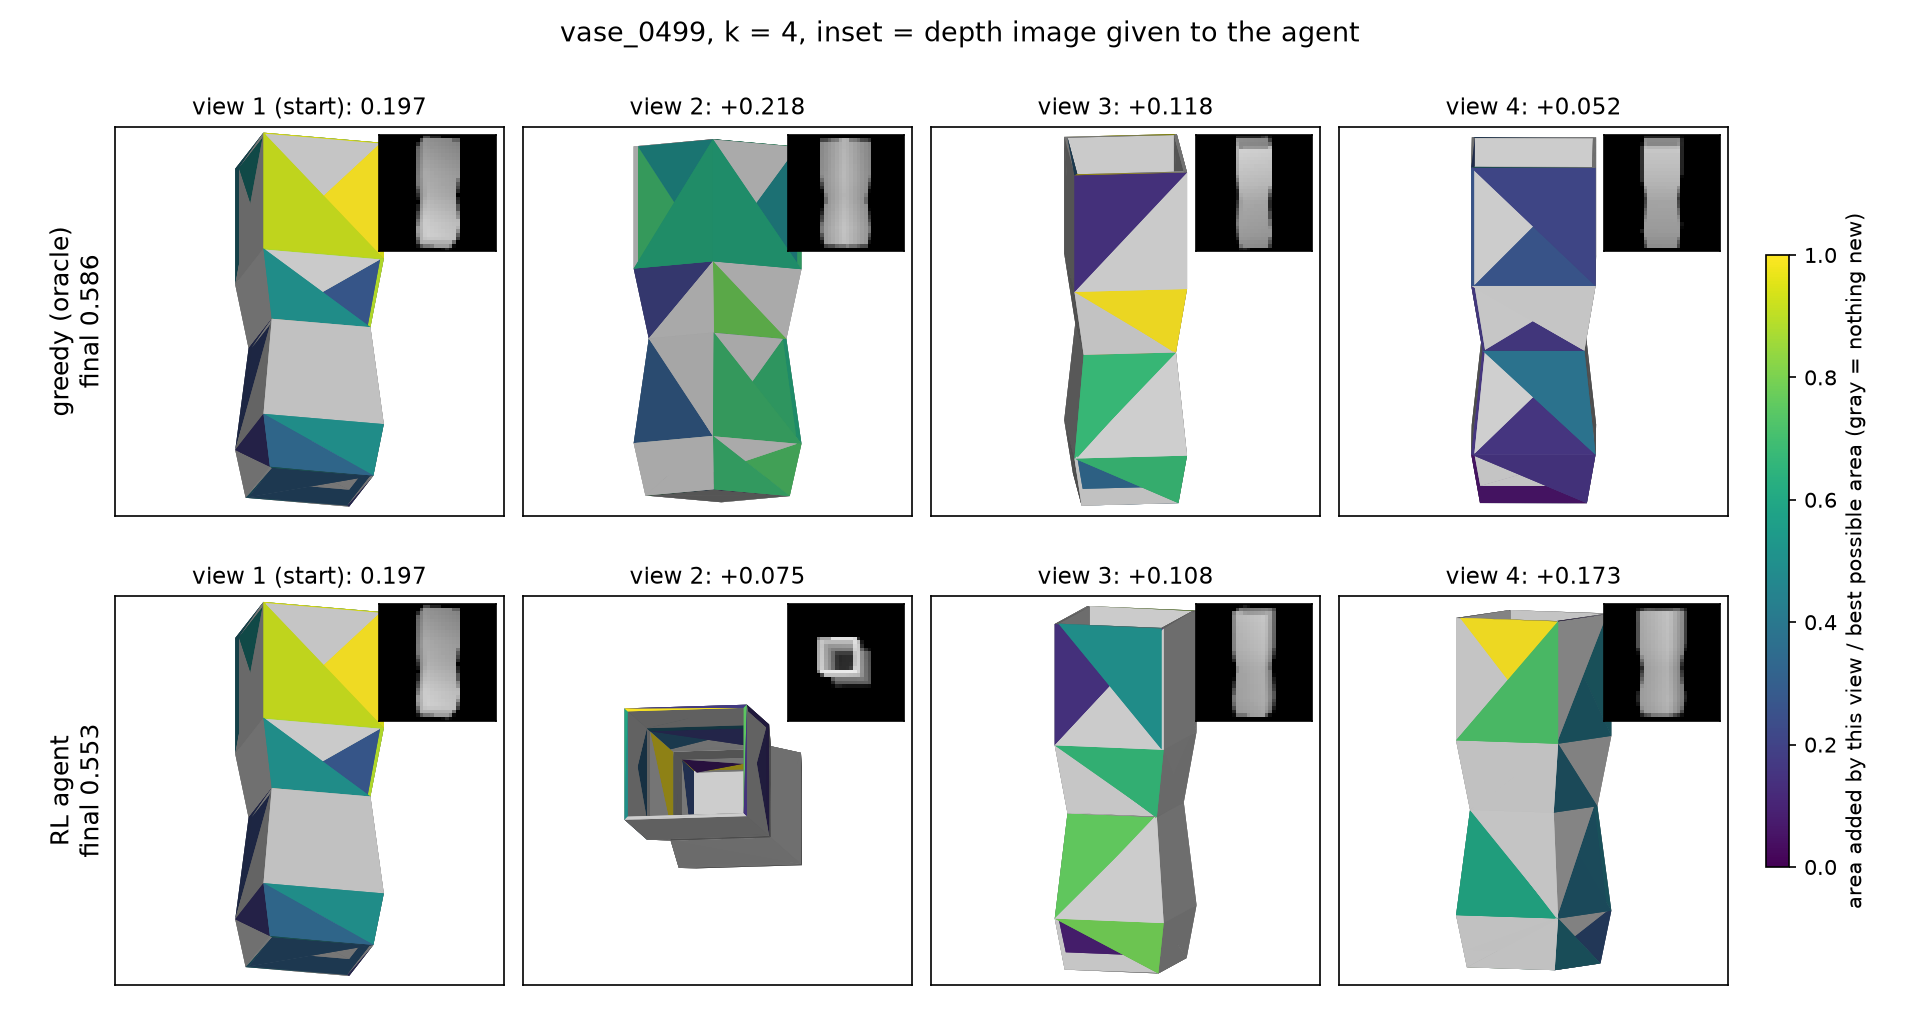 vase_0499, k = 4, inset = depth image given to the agent
greedy (oracle)
final 0.586
view 1 (start): 0.197
view 2: +0.218
view 3: +0.118
view 4: +0.052
RL agent
final 0.553
view 1 (start): 0.197
view 2: +0.075
view 3: +0.108
view 4: +0.173
1.0
0.8
0.6
0.4
0.2
0.0
area added by this view / best possible area (gray = nothing new)